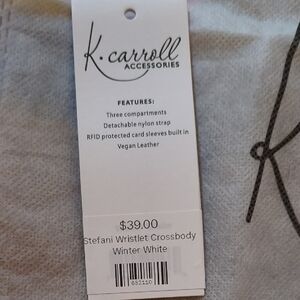 K. carroll
ACCESSORIES
FEATURES:
Three compartments
Detachable nylon strap
RFID protected card sleeves built in
Vegan Leather
$39.00
Stefani Wristlet Crossbody
Winter White
682110
K